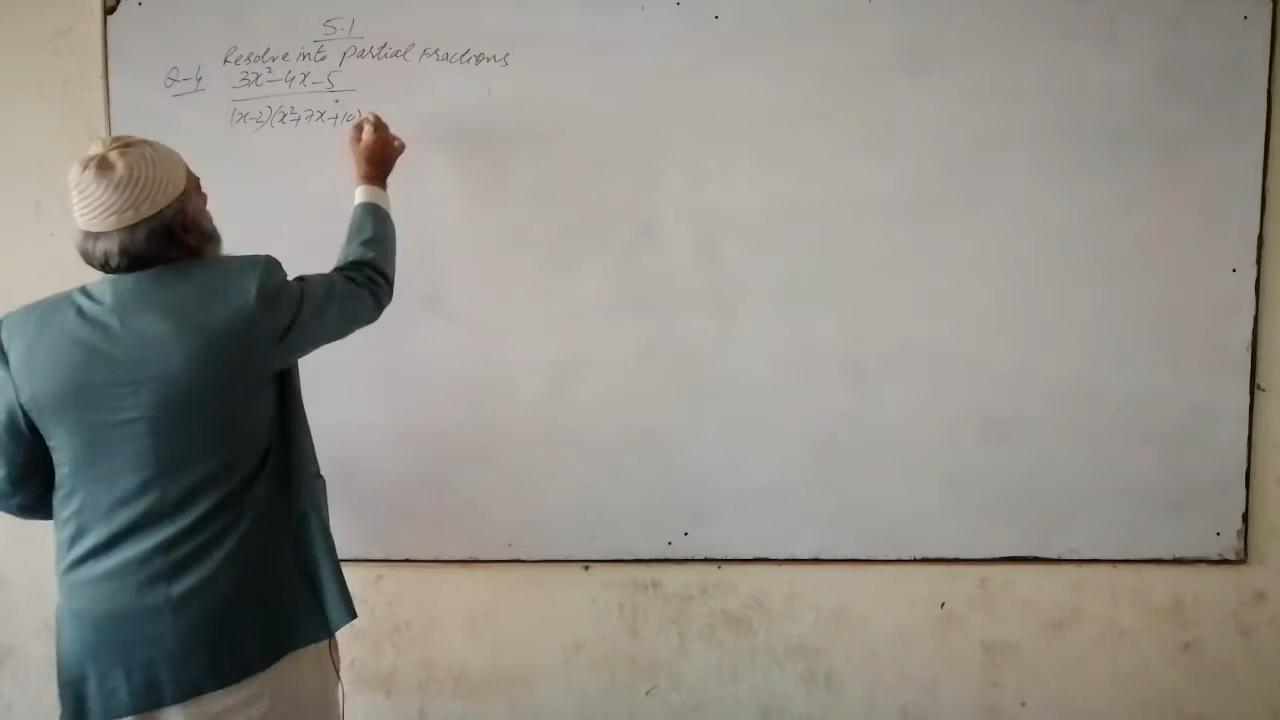 5.1
Resolve into Partial Fractions
Q-4 3x²-4x-5
(x-2)(x²+7x+10)